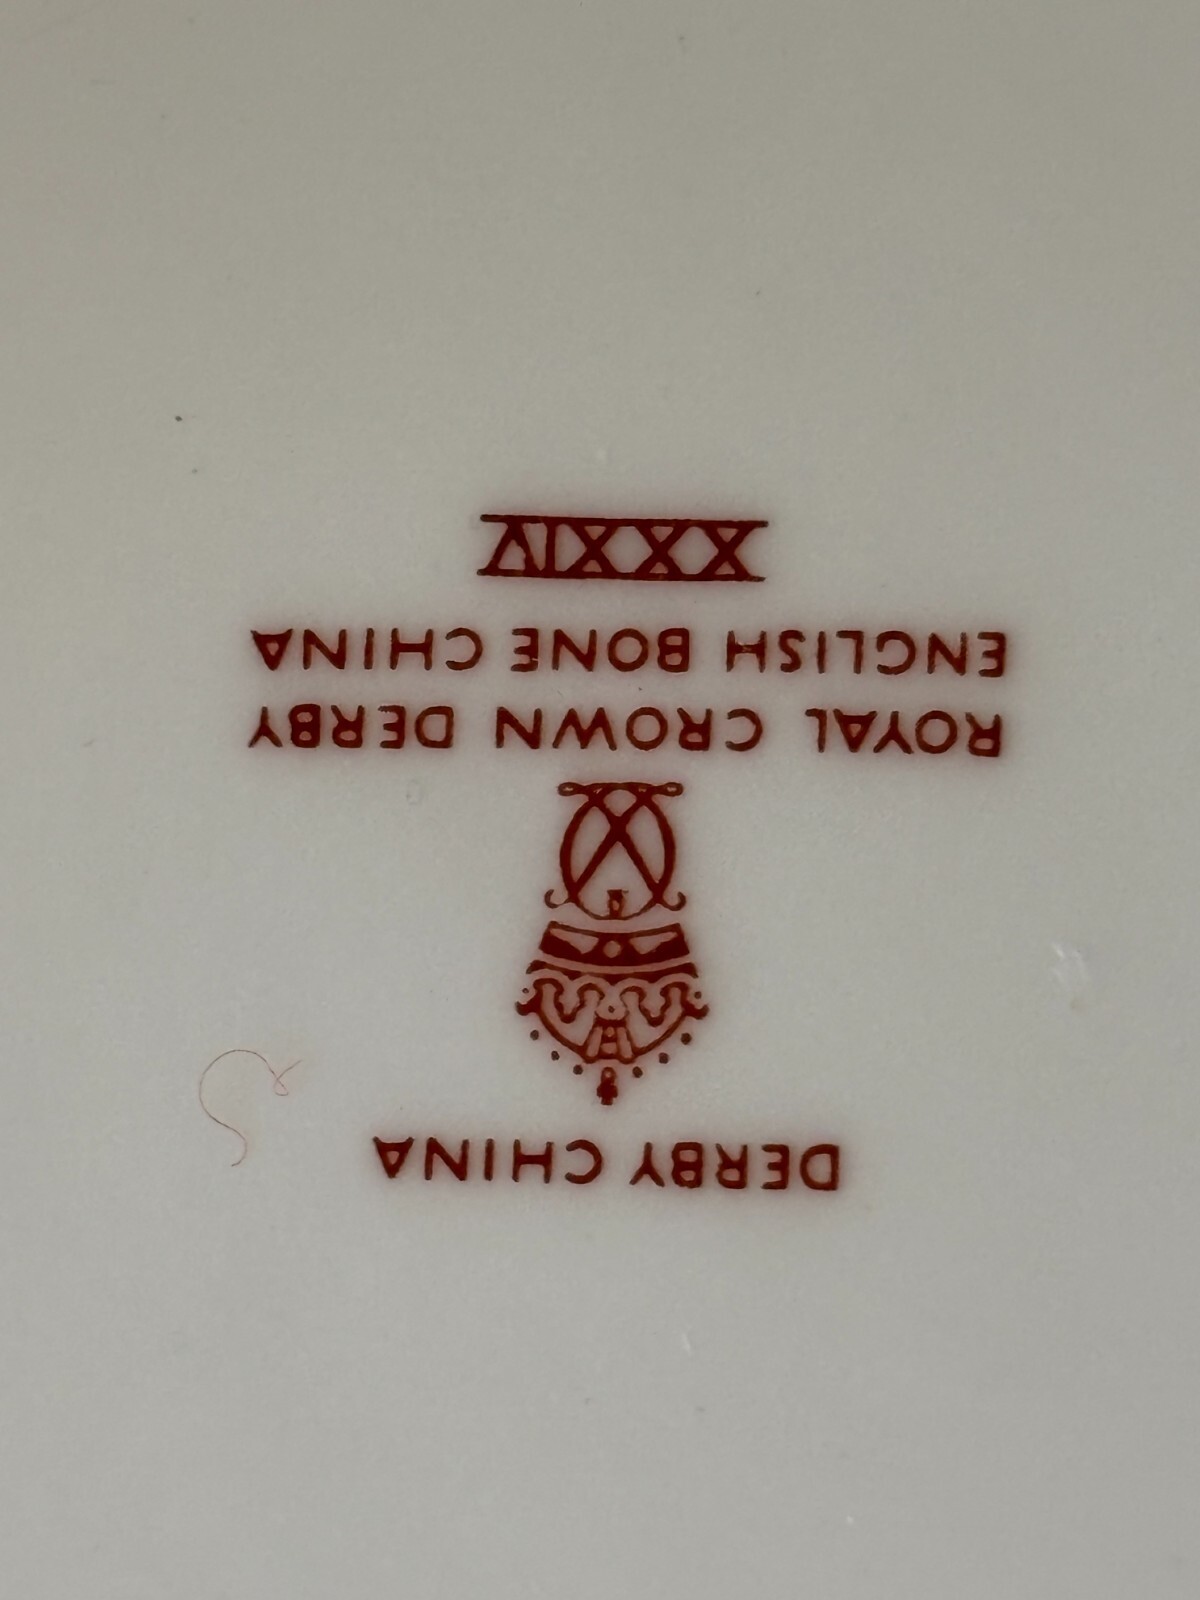 DERBY CHINA
ROYAL CROWN DERBY
ENGLISH BONE CHINA
XXXIV